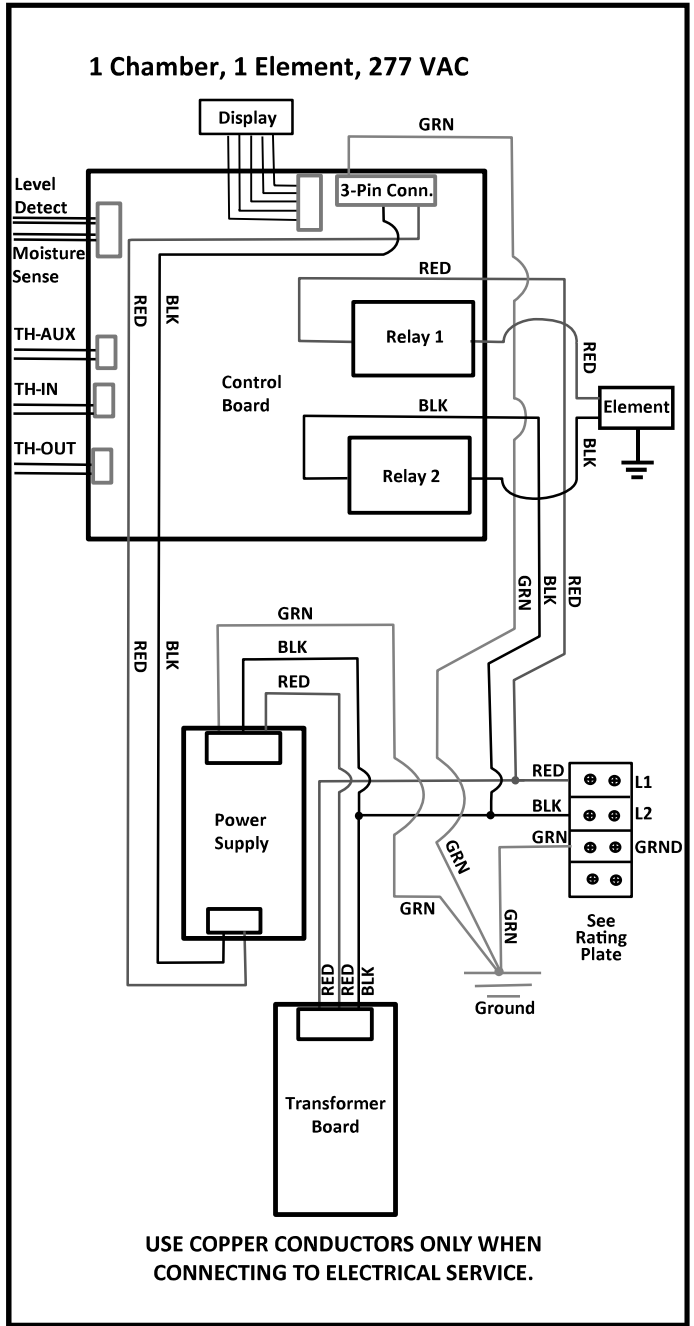 1 Chamber, 1 Element, 277 VAC
Display
GRN
3-Pin Conn.
Level
Detect
Moisture
Sense
RED
RED
BLK
TH-AUX
Relay 1
RED
TH-IN
Control
Board
BLK
Element
TH-OUT
Relay 2
BLK
GRN
BLK
RED
GRN
BLK
RED
RED
BLK
RED
L1
BLK
L2
GRN
GRND
Power
Supply
GRN
GRN
GRN
See
Rating
Plate
RED
RED
BLK
Ground
Transformer
Board
USE COPPER CONDUCTORS ONLY WHEN
CONNECTING TO ELECTRICAL SERVICE.